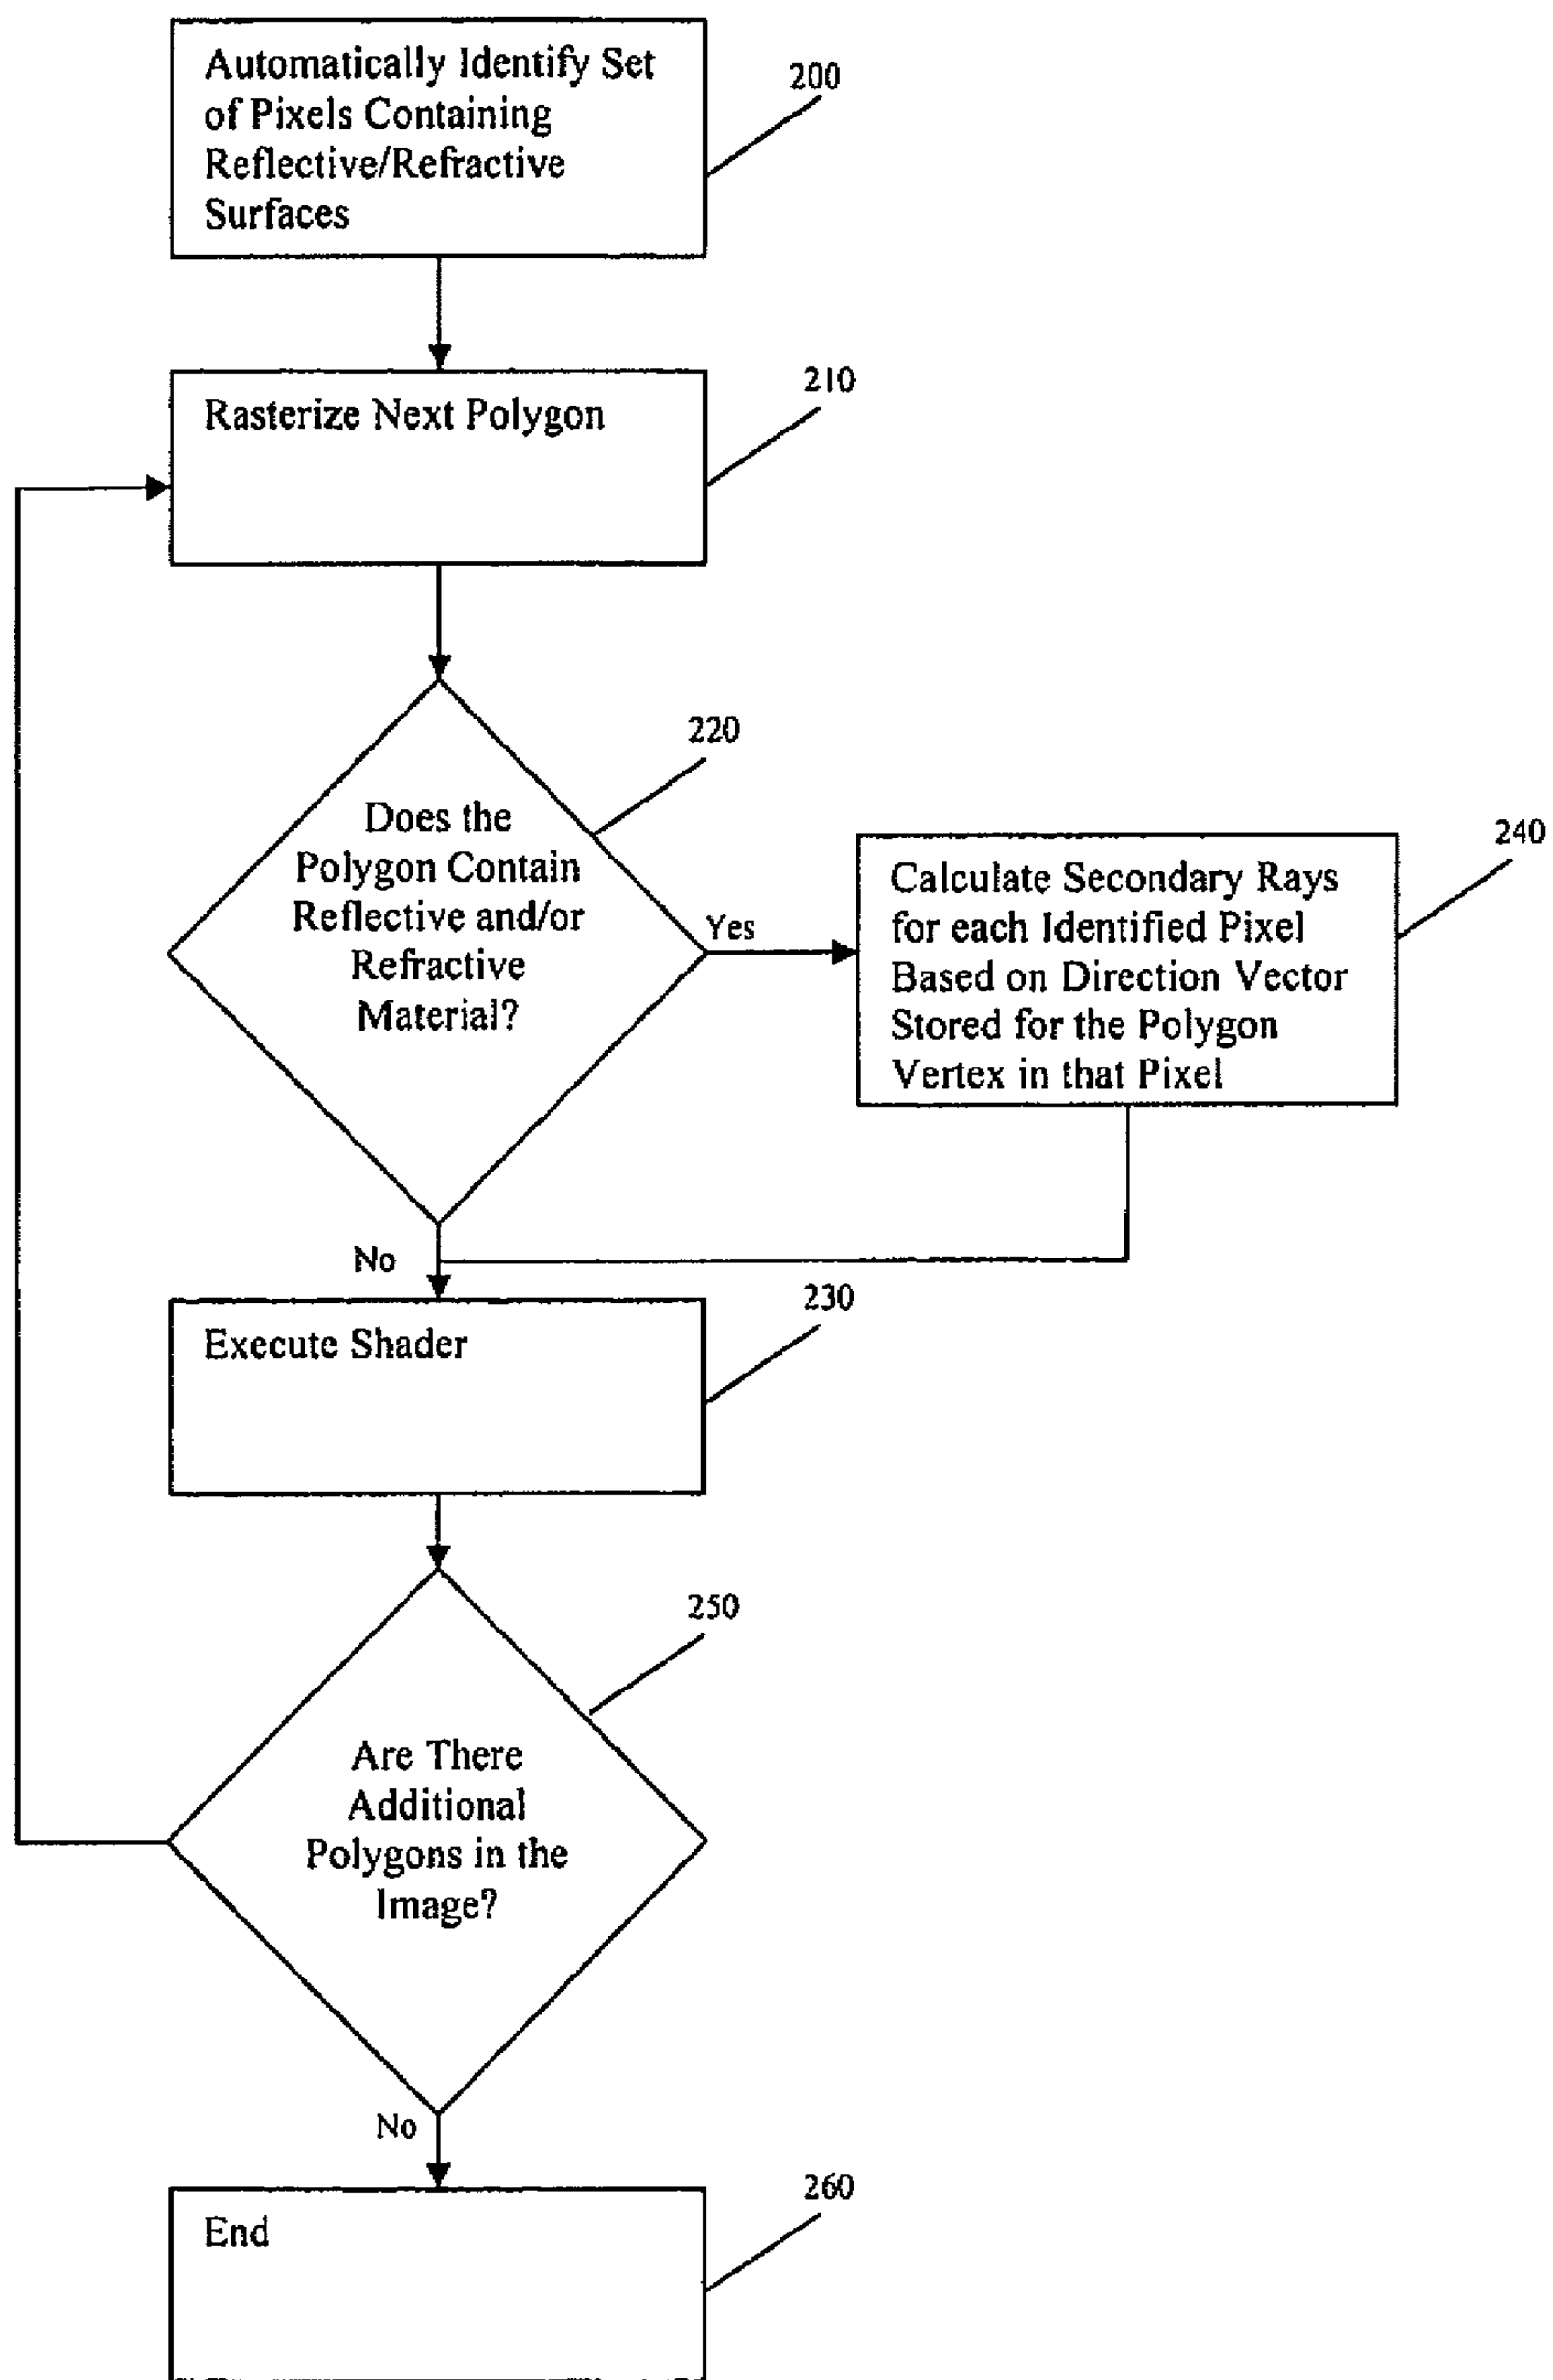 Automatically Identify Set
of Pixels Containing
Reflective/Refractive
Surfaces
200
Rasterize Next Polygon
210
Does the
Polygon Contain
Reflective and/or
Refractive
Material?
220
Yes
Calculate Secondary Rays
for each Identified Pixel
Based on Direction Vector
Stored for the Polygon
Vertex in that Pixel
240
No
Execute Shader
230
Are There
Additional
Polygons in the
Image?
250
No
End
260